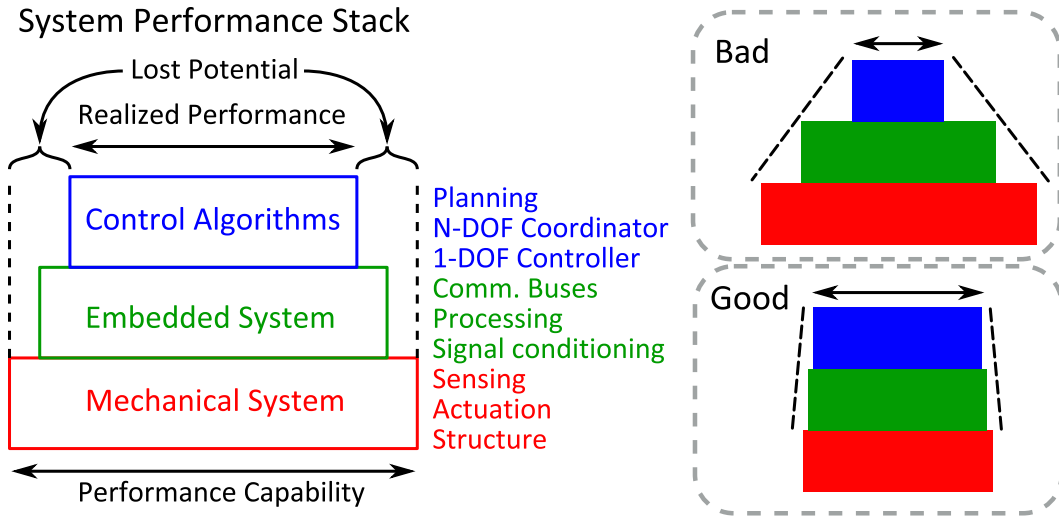 System Performance Stack
Lost Potential
Realized Performance
Control Algorithms
Embedded System
Mechanical System
Performance Capability
Planning
N-DOF Coordinator
1-DOF Controller
Comm. Buses
Processing
Signal conditioning
Sensing
Actuation
Structure
Bad
Good